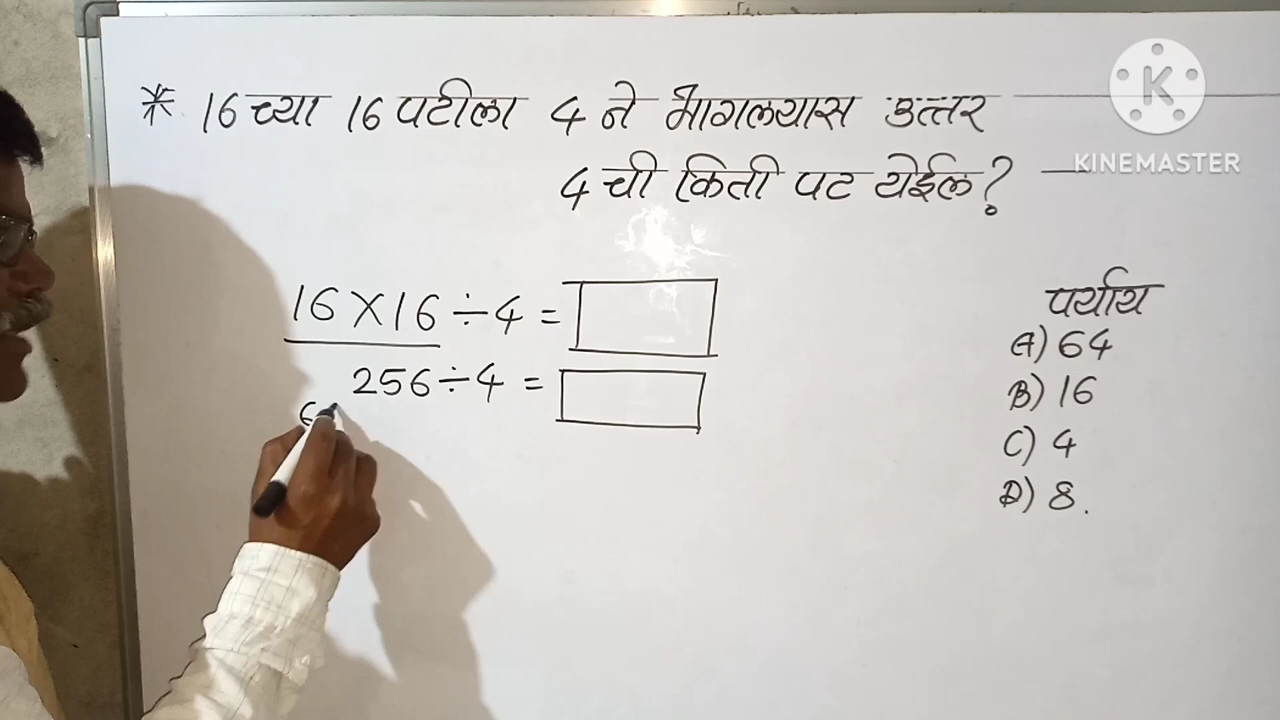 * 16 च्या 16 पटीला 4 ने भागल्यास उत्तर
4 ची किती पट येईल?
16 X 16 ÷ 4 =
256 ÷ 4 =
6
पर्याय
A) 64
B) 16
C) 4
D) 8.
K
KINEMASTER